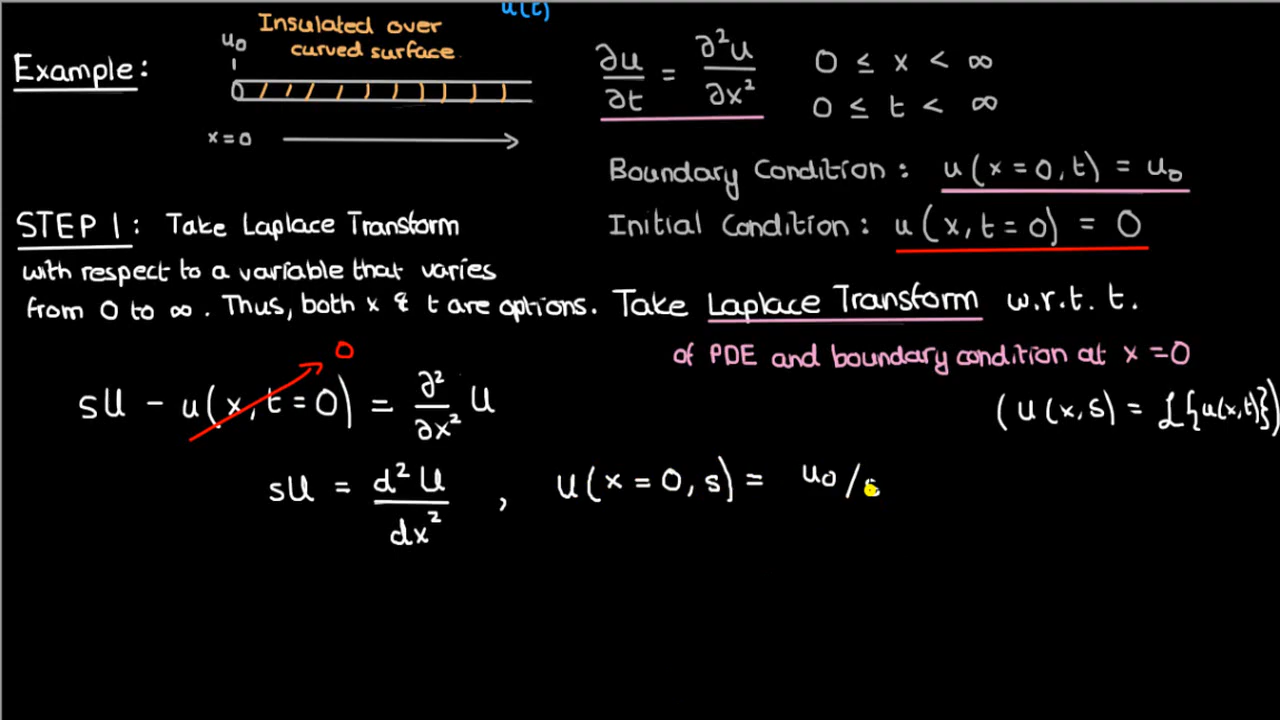 u(t)
Insulated over
curved surface
u₀
Example:
x=0
∂u/∂t = ∂²u/∂x²
0 ≤ x < ∞
0 ≤ t < ∞
Boundary Condition: u(x=0,t) = u₀
Initial Condition: u(x,t=0) = 0
STEP 1: Take Laplace Transform
with respect to a variable that varies
from 0 to ∞. Thus, both x & t are options. Take Laplace Transform w.r.t. t.
of PDE and boundary condition at x=0
0
sU - u(x,t=0) = ∂²/∂x² U
(U(x,s) = ℒ{u(x,t)})
sU = d²U/dx² , U(x=0,s) = u₀/s